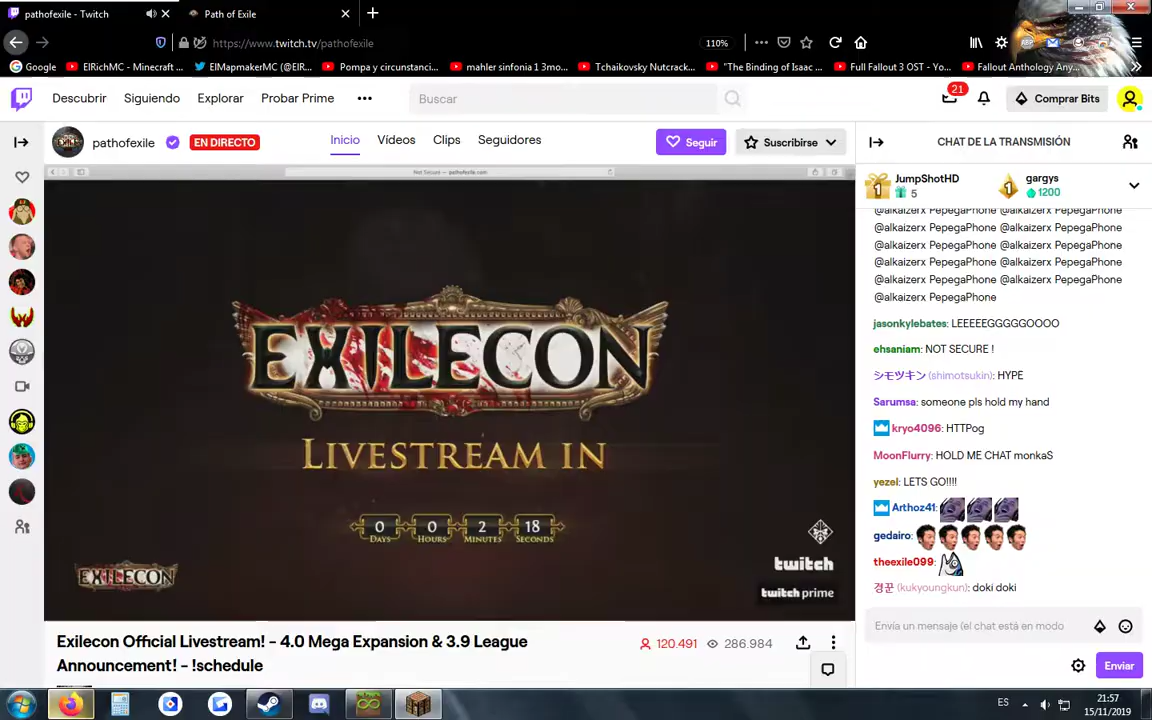 pathofexile - Twitch
Path of Exile
https://www.twitch.tv/pathofexile
110%
Google
ElRichMC - Minecraft ...
ElMapmakerMC (@ElR...
Pompa y circunstanci...
mahler sinfonia 1 3mo...
Tchaikovsky Nutcrack...
"The Binding of Isaac ...
Full Fallout 3 OST - Yo...
Fallout Anthology Any...
Descubrir
Siguiendo
Explorar
Probar Prime
Buscar
21
Comprar Bits
pathofexile
EN DIRECTO
Inicio
Vídeos
Clips
Seguidores
Seguir
Suscribirse
CHAT DE LA TRANSMISIÓN
Not Secure — pathofexile.com
JumpShotHD
5
gargys
1200
@alkaizerx PepegaPhone @alkaizerx PepegaPhone
@alkaizerx PepegaPhone @alkaizerx PepegaPhone
@alkaizerx PepegaPhone @alkaizerx PepegaPhone
@alkaizerx PepegaPhone @alkaizerx PepegaPhone
@alkaizerx PepegaPhone @alkaizerx PepegaPhone
@alkaizerx PepegaPhone
jasonkylebates: LEEEEEGGGGGOOOO
ehsaniam: NOT SECURE !
シモツキン (shimotsukin): HYPE
Sarumsa: someone pls hold my hand
kryo4096: HTTPog
MoonFlurry: HOLD ME CHAT monkaS
yezel: LETS GO!!!!
Arthoz41:
gedairo:
theexile099:
경꾼 (kukyoungkun): doki doki
EXILECON
LIVESTREAM IN
0 0 2 18
DAYS HOURS MINUTES SECONDS
EXILECON
twitch
twitch prime
Exilecon Official Livestream! - 4.0 Mega Expansion & 3.9 League
Announcement! - !schedule
120.491
286.984
Envía un mensaje (el chat está en modo
Enviar
ES
21:57
15/11/2019